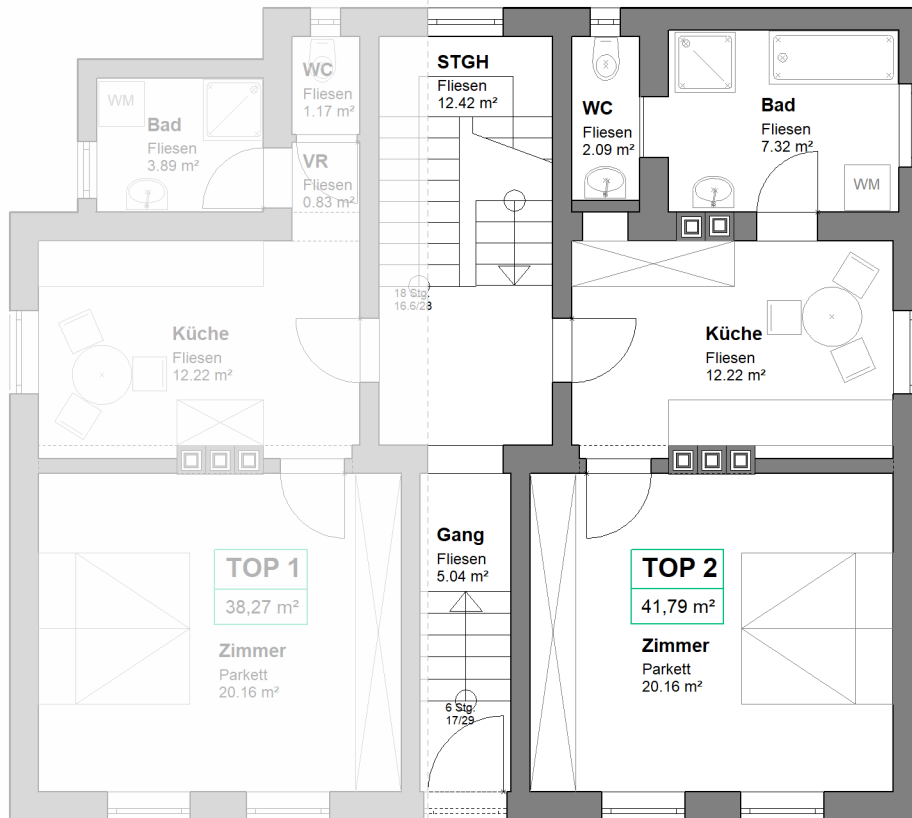 WC
Fliesen
1.17 m²
STGH
Fliesen
12.42 m²
WC
Fliesen
2.09 m²
Bad
Fliesen
7.32 m²
WM
Bad
Fliesen
3.89 m²
VR
Fliesen
0.83 m²
WM
18 Stg.
16.6/28
Küche
Fliesen
12.22 m²
Küche
Fliesen
12.22 m²
Gang
Fliesen
5.04 m²
TOP 1
38,27 m²
Zimmer
Parkett
20.16 m²
TOP 2
41,79 m²
Zimmer
Parkett
20.16 m²
6 Stg.
17/29